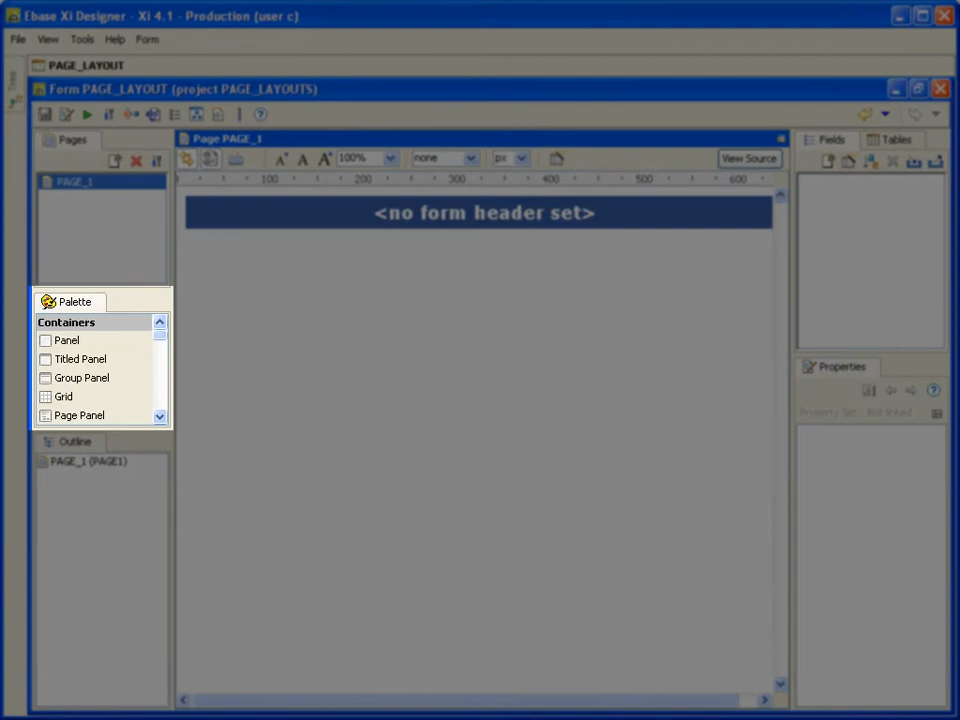 Ebase Xi Designer - Xi 4.1 - Production (user c)
File View Tools Help Form
Tree
PAGE_LAYOUT
Form PAGE_LAYOUT (project PAGE_LAYOUTS)
Pages
Page PAGE_1
Fields Tables
100% none px View Source
PAGE_1
100 200 300 400 500 600
<no form header set>
Palette
Containers
Panel
Titled Panel
Group Panel
Grid
Page Panel
Properties
Property Set: Not linked
Outline
PAGE_1 (PAGE1)